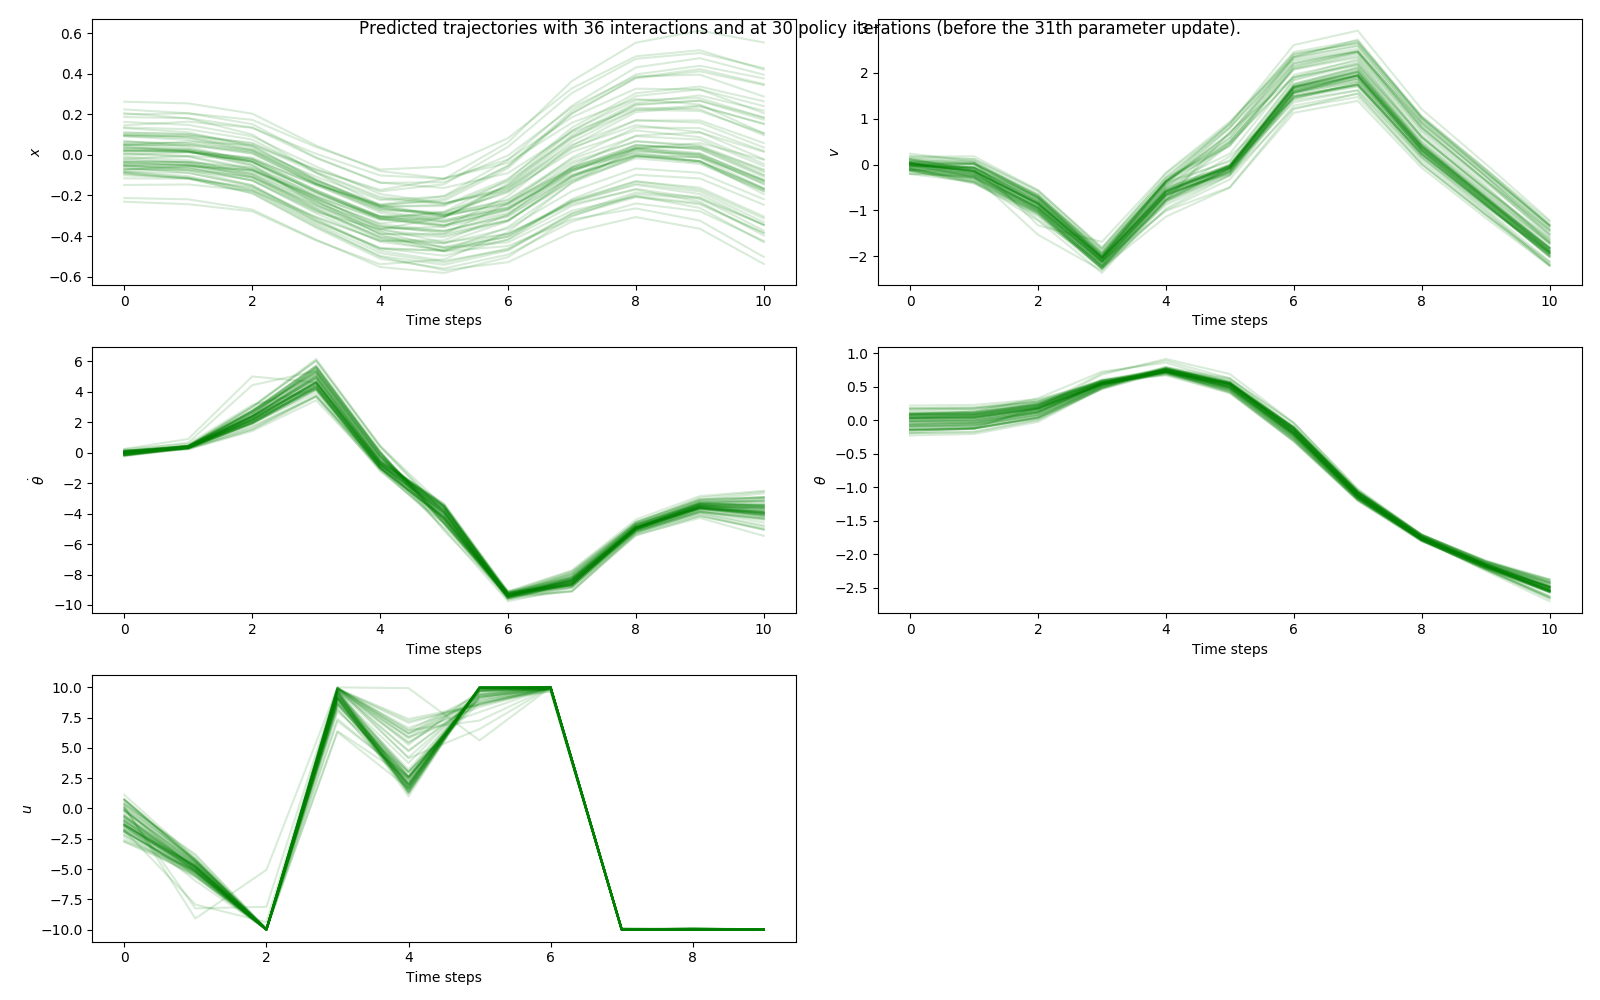 Predicted trajectories with 36 interactions and at 30 policy iterations (before the 31th parameter update).
0.6
0.4
0.2
0.0
−0.2
−0.4
−0.6
x
0 2 4 6 8 10
Time steps
3
2
1
0
−1
−2
v
0 2 4 6 8 10
Time steps
6
4
2
0
−2
−4
−6
−8
−10
θ̇
0 2 4 6 8 10
Time steps
1.0
0.5
0.0
−0.5
−1.0
−1.5
−2.0
−2.5
θ
0 2 4 6 8 10
Time steps
10.0
7.5
5.0
2.5
0.0
−2.5
−5.0
−7.5
−10.0
u
0 2 4 6 8
Time steps